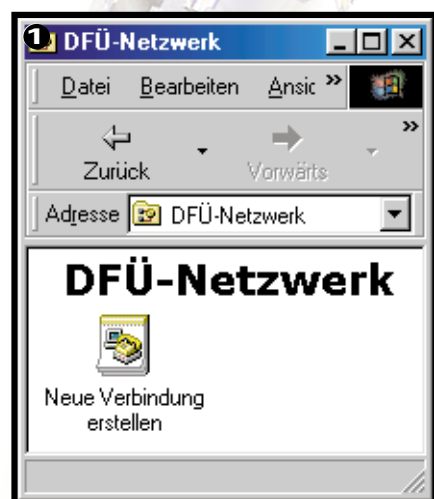 1 DFÜ-Netzwerk
Datei Bearbeiten Ansic »
Zurück Vorwärts »
Adresse DFÜ-Netzwerk
DFÜ-Netzwerk
Neue Verbindung
erstellen